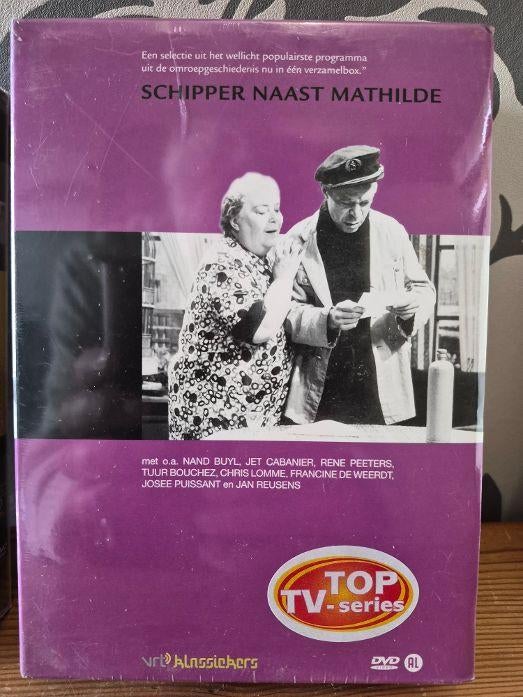 Een selectie uit het wellicht populairste programma
uit de omroepgeschiedenis nu in één verzamelbox."
SCHIPPER NAAST MATHILDE
met o.a. NAND BUYL, JET CABANIER, RENE PEETERS,
TUUR BOUCHEZ, CHRIS LOMME, FRANCINE DE WEERDT,
JOSEE PUISSANT en JAN REUSENS
TOP
TV-series
vrt klassiekers
DVD VIDEO AL